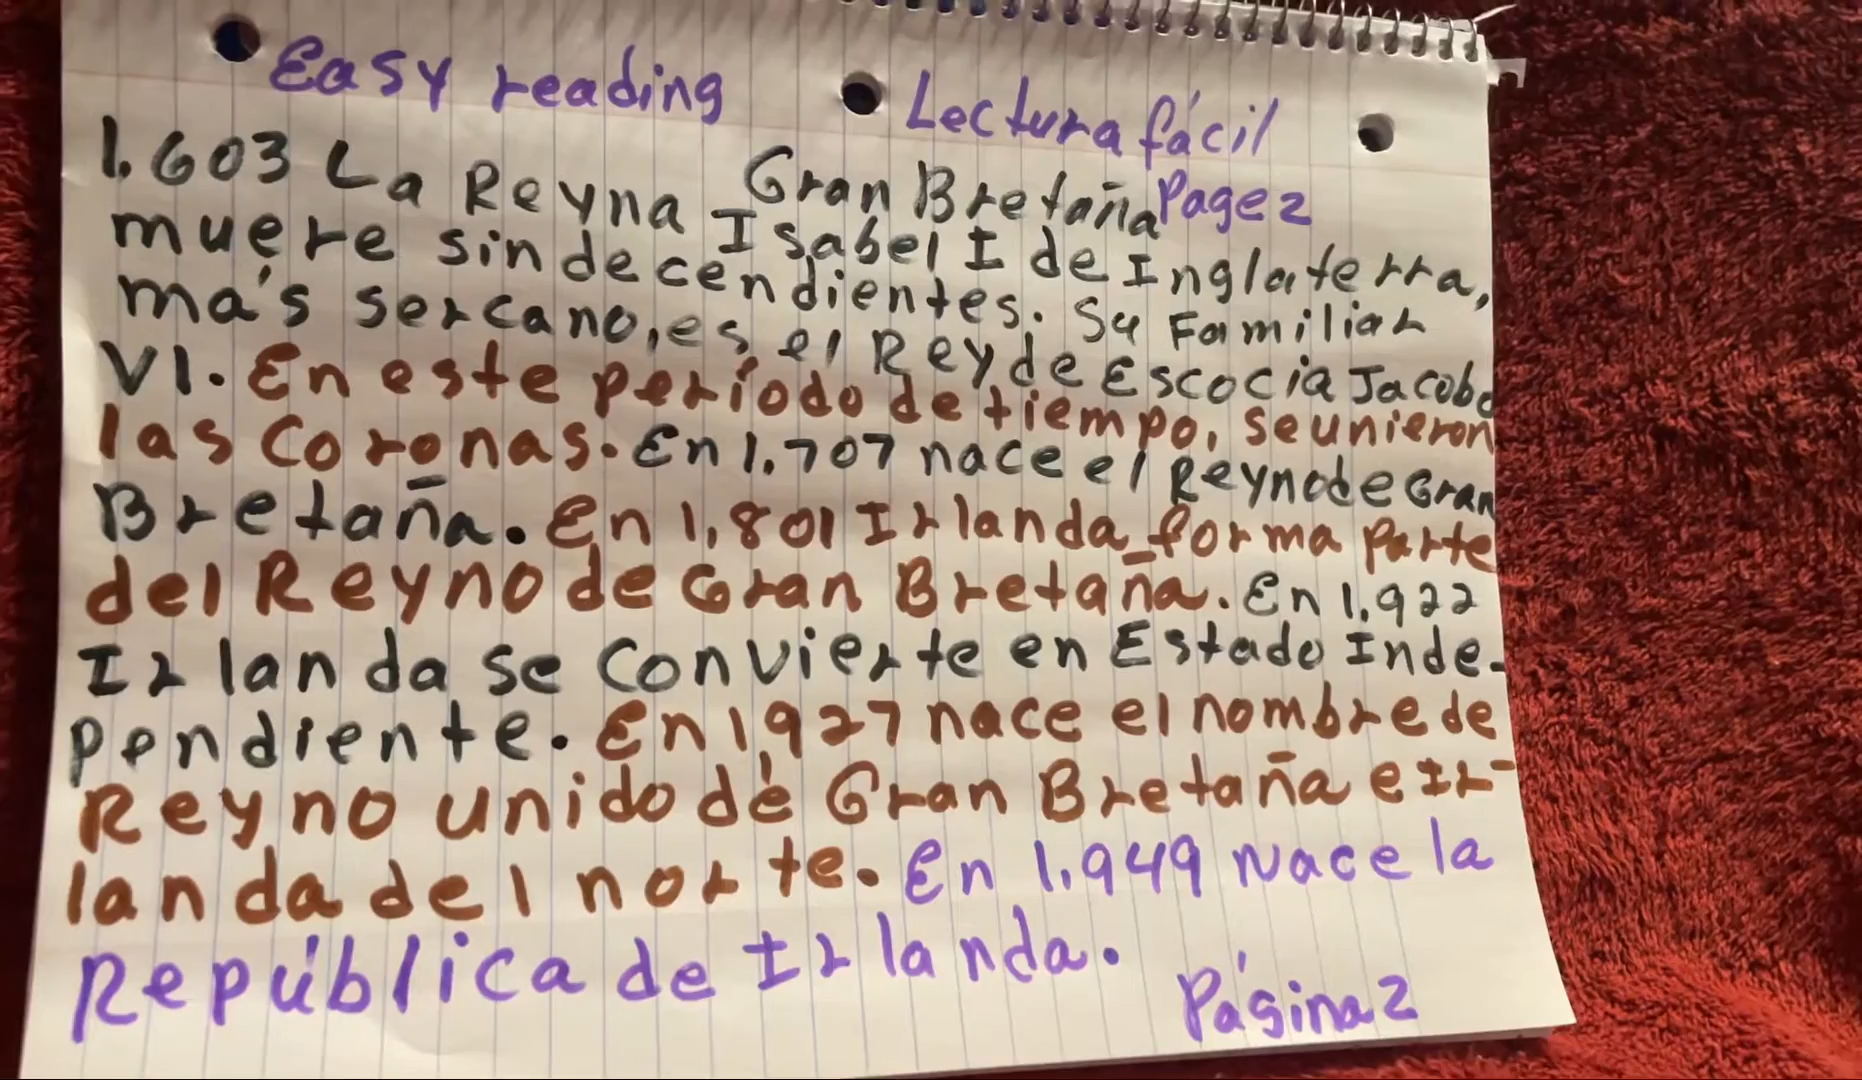 Easy reading Lectura fácil
Gran Bretaña Page 2
1.603 La Reyna Isabel I de Inglaterra,
muere sin decendientes. Su Familiar
más sercano, es el Rey de Escocia Jacobo
VI. En este período de tiempo, se unieron
las Coronas. En 1.707 nace el Reyno de Gran
Bretaña. En 1,801 Irlanda forma parte
del Reyno de Gran Bretaña. En 1.922
Irlanda se Convierte en Estado Inde-
pendiente. En 1,927 nace el nombre de
Reyno unido de Gran Bretaña e Ir-
landa del norte. En 1.949 Nace la
República de Irlanda.
Página 2